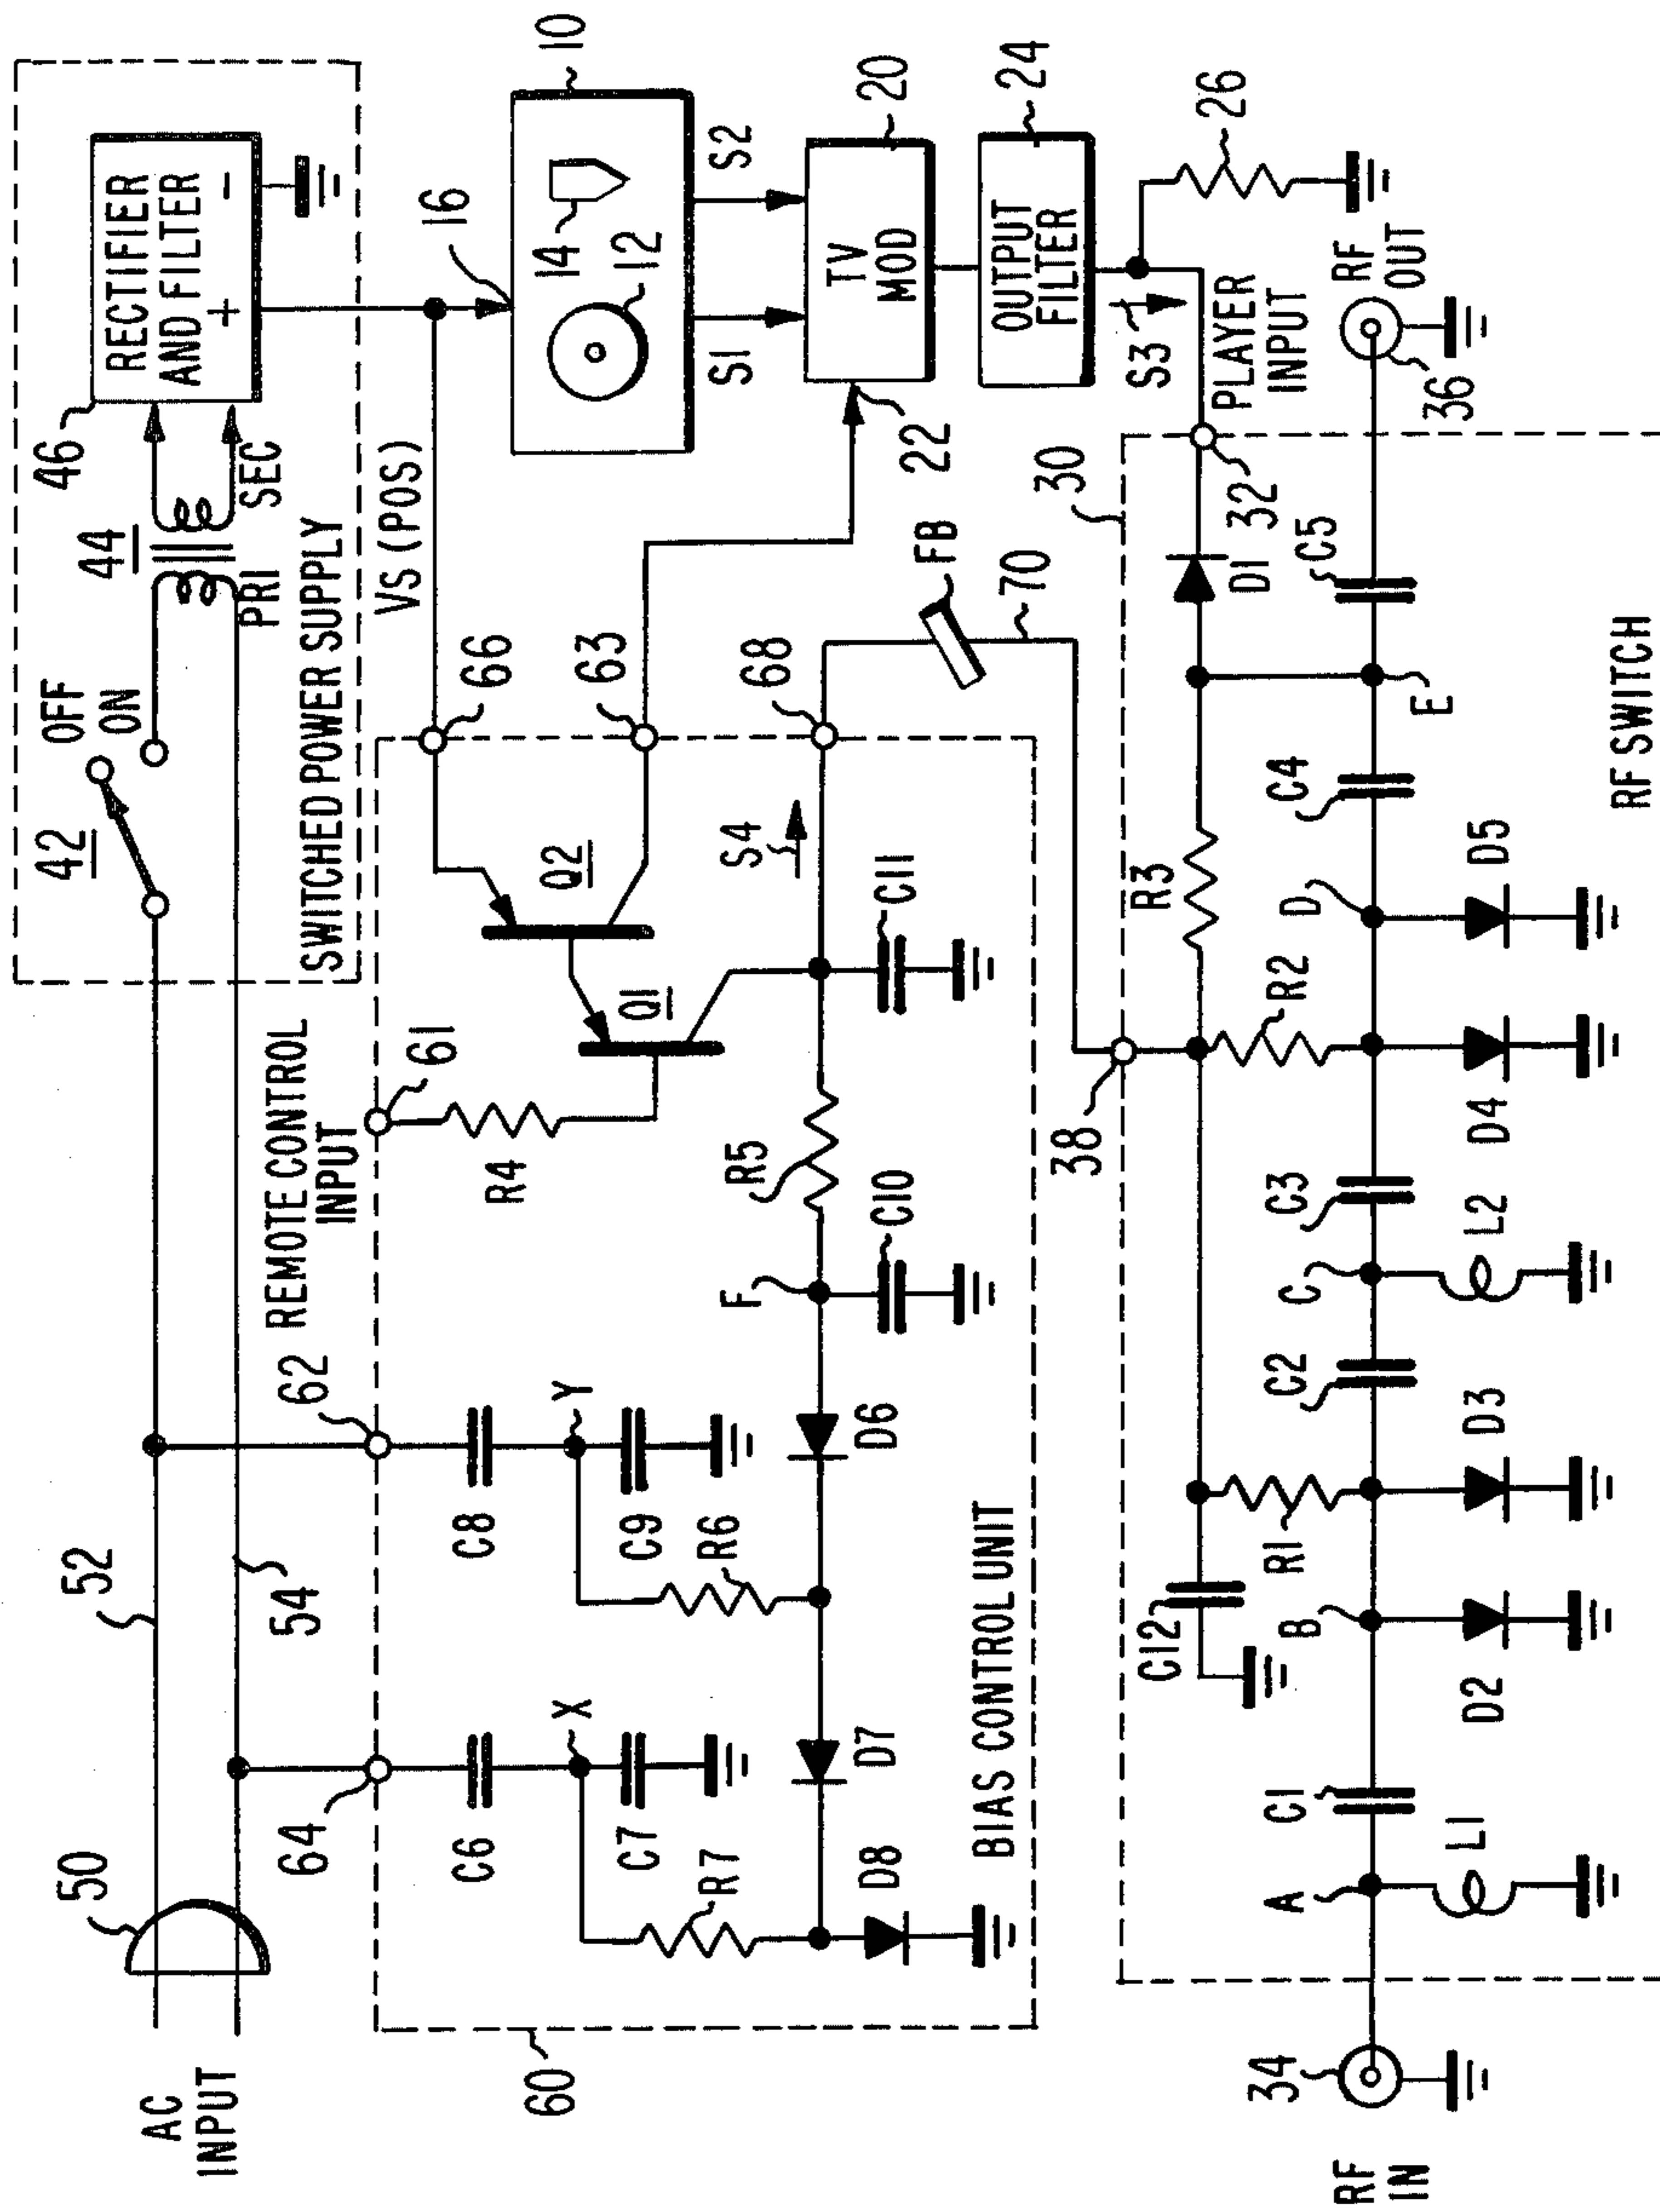 AC
INPUT
50
52
54
42
OFF
ON
44
PRI
SEC
46
RECTIFIER
AND FILTER
+
-
SWITCHED POWER SUPPLY
REMOTE CONTROL
INPUT
64
62
61
VS (POS)
16
10
14
12
S1
S2
TV
MOD
20
22
OUTPUT
FILTER
24
26
S3
PLAYER
INPUT
60
C6
X
C7
R7
D8
D7
C8
Y
C9
R6
D6
F
C10
R5
R4
Q1
Q2
C11
S4
66
63
68
FB
70
BIAS CONTROL UNIT
30
32
38
C12
R1
R2
R3
D1
RF
IN
34
A
L1
C1
B
D2
D3
C2
C
L2
C3
D4
D
D5
C4
E
C5
36
RF
OUT
RF SWITCH